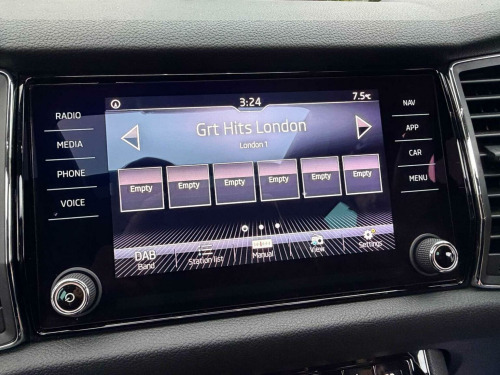 3:24
7.5°C
RADIO
MEDIA
PHONE
VOICE
Grt Hits London
London 1
NAV
APP
CAR
MENU
Empty Empty Empty Empty Empty Empty
DAB
Band
Station list
Manual
View
Settings